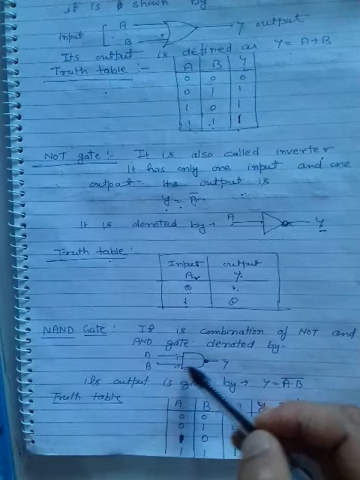 it is shown by
input A B Y output
Its output is defined as Y = A+B
Truth table :-
A B Y
0 0 0
0 1 1
1 0 1
1 1 1
NOT gate:- It is also called inverter
It has only one input and one
output. Its output is
Y = A̅
It is denoted by → A Y
Truth table:
Input output
A Y
0 1
1 0
NAND Gate: It is combination of NOT and
AND gate denoted by
A
B Y
its output is by → Y = A̅B̅
Truth table
A B
0 0
0 1
0
1 1